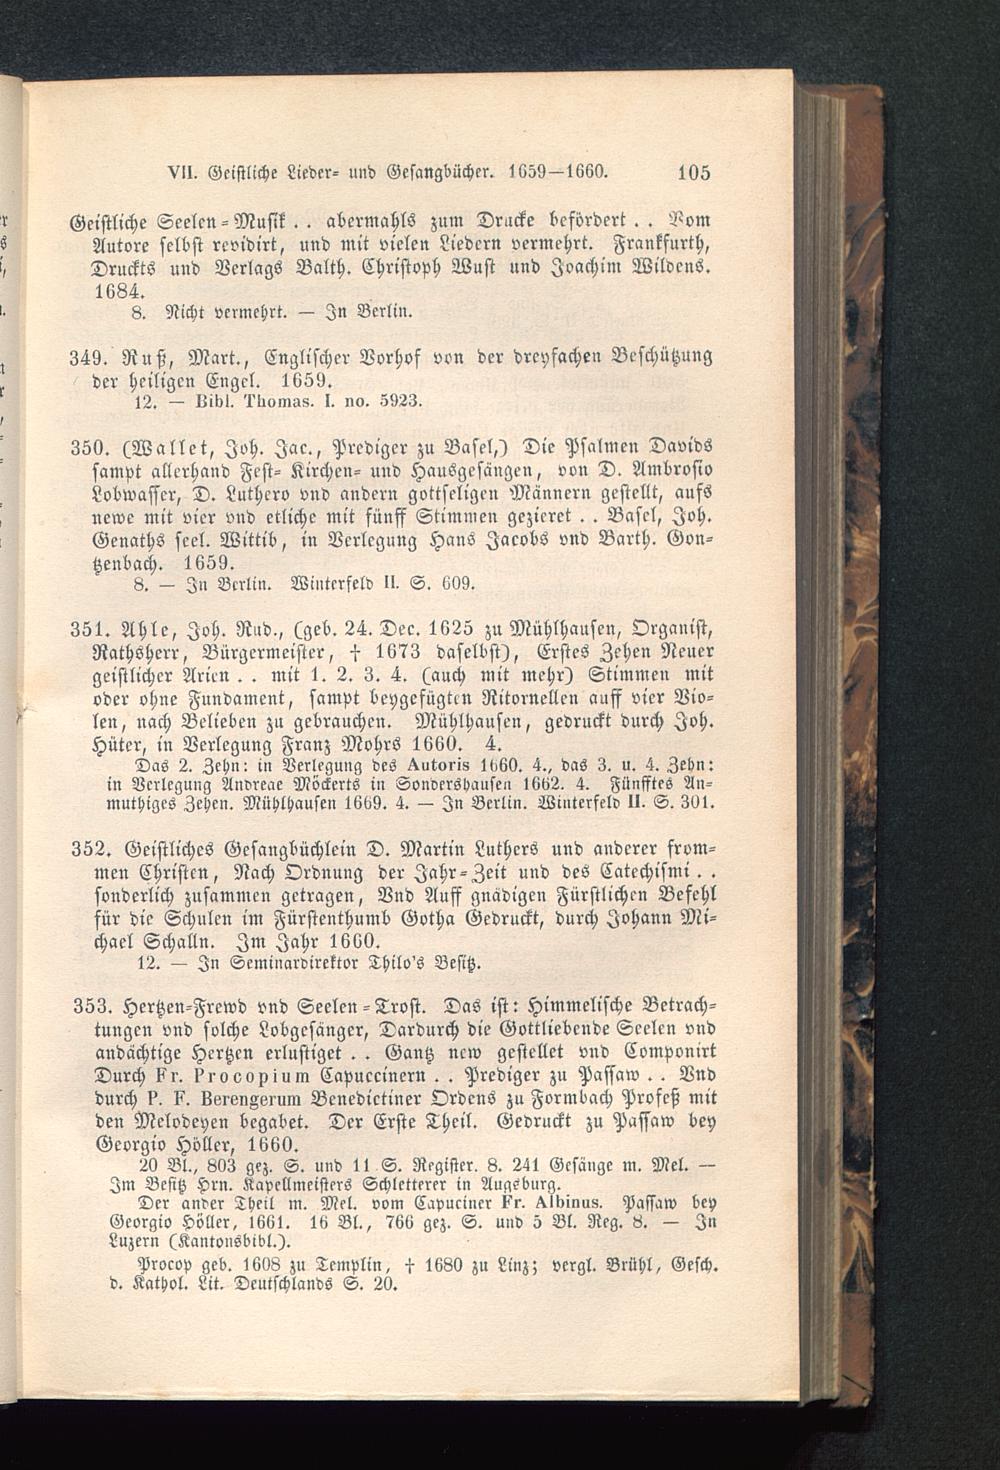 VII. Geistliche Lieder- und Gesangbücher. 1659—1660. 105
Geistliche Seelen-Musik . . abermahls zum Drucke befördert . . Vom
Autore selbst revidirt, und mit vielen Liedern vermehrt. Franckfurth,
Druckts und Verlags Balth. Christoph Wust und Joachim Wildens.
1684.
8. Nicht vermehrt. — In Berlin.
349. Ruß, Mart., Englischer Vorhof von der dreyfachen Beschützung
der heiligen Engel. 1659.
12. — Bibl. Thomas. I. no. 5923.
350. (Wallet, Joh. Jac., Prediger zu Basel,) Die Psalmen Davids
sampt allerhand Fest- Kirchen- und Hausgesängen, von D. Ambrosio
Lobwasser, D. Luthero vnd andern gottseligen Männern gestellt, aufs
newe mit vier vnd etliche mit fünff Stimmen gezieret . . Basel, Joh.
Genaths seel. Wittib, in Verlegung Hans Jacobs vnd Barth. Gon-
tzenbach. 1659.
8. — In Berlin. Winterfeld II. S. 609.
351. Ahle, Joh. Rud., (geb. 24. Dec. 1625 zu Mühlhausen, Organist,
Rathsherr, Bürgermeister, † 1673 daselbst), Erstes Zehen Neuer
geistlicher Arien . . mit 1. 2. 3. 4. (auch mit mehr) Stimmen mit
oder ohne Fundament, sampt beygefügten Ritornellen auff vier Vio-
len, nach Belieben zu gebrauchen. Mühlhausen, gedruckt durch Joh.
Hüter, in Verlegung Franz Mohrs 1660. 4.
Das 2. Zehn: in Verlegung des Autoris 1660. 4., das 3. u. 4. Zehn:
in Verlegung Andreae Möckerts in Sondershausen 1662. 4. Fünfftes An-
muthiges Zehen. Mühlhausen 1669. 4. — In Berlin. Winterfeld II. S. 301.
352. Geistliches Gesangbüchlein D. Martin Luthers und anderer from-
men Christen, Nach Ordnung der Jahr-Zeit und des Catechismi . .
sonderlich zusammen getragen, Vnd Auff gnädigen Fürstlichen Befehl
für die Schulen im Fürstenthumb Gotha Gedruckt, durch Johann Mi-
chael Schalln. Im Jahr 1660.
12. — In Seminardirektor Thilo's Besitz.
353. Hertzen-Frewd vnd Seelen-Trost. Das ist: Himmelische Betrach-
tungen vnd solche Lobgesänger, Dardurch die Gottliebende Seelen vnd
andächtige Hertzen erlustiget . . Gantz new gestellet vnd Componirt
Durch Fr. Procopium Capuccinern . . Prediger zu Passaw . . Vnd
durch P. F. Berengerum Benedictiner Ordens zu Formbach Profeß mit
den Melodeyen begabet. Der Erste Theil. Gedruckt zu Passaw bey
Georgio Höller, 1660.
20 Bl., 803 gez. S. und 11 S. Register. 8. 241 Gesänge m. Mel. —
Im Besitz Hrn. Kapellmeisters Schletterer in Augsburg.
Der ander Theil m. Mel. vom Capuciner Fr. Albinus. Passaw bey
Georgio Höller, 1661. 16 Bl., 766 gez. S. und 5 Bl. Reg. 8. — In
Luzern (Kantonsbibl.).
Procop geb. 1608 zu Templin, † 1680 zu Linz; vergl. Brühl, Gesch.
d. Kathol. Lit. Deutschlands S. 20.